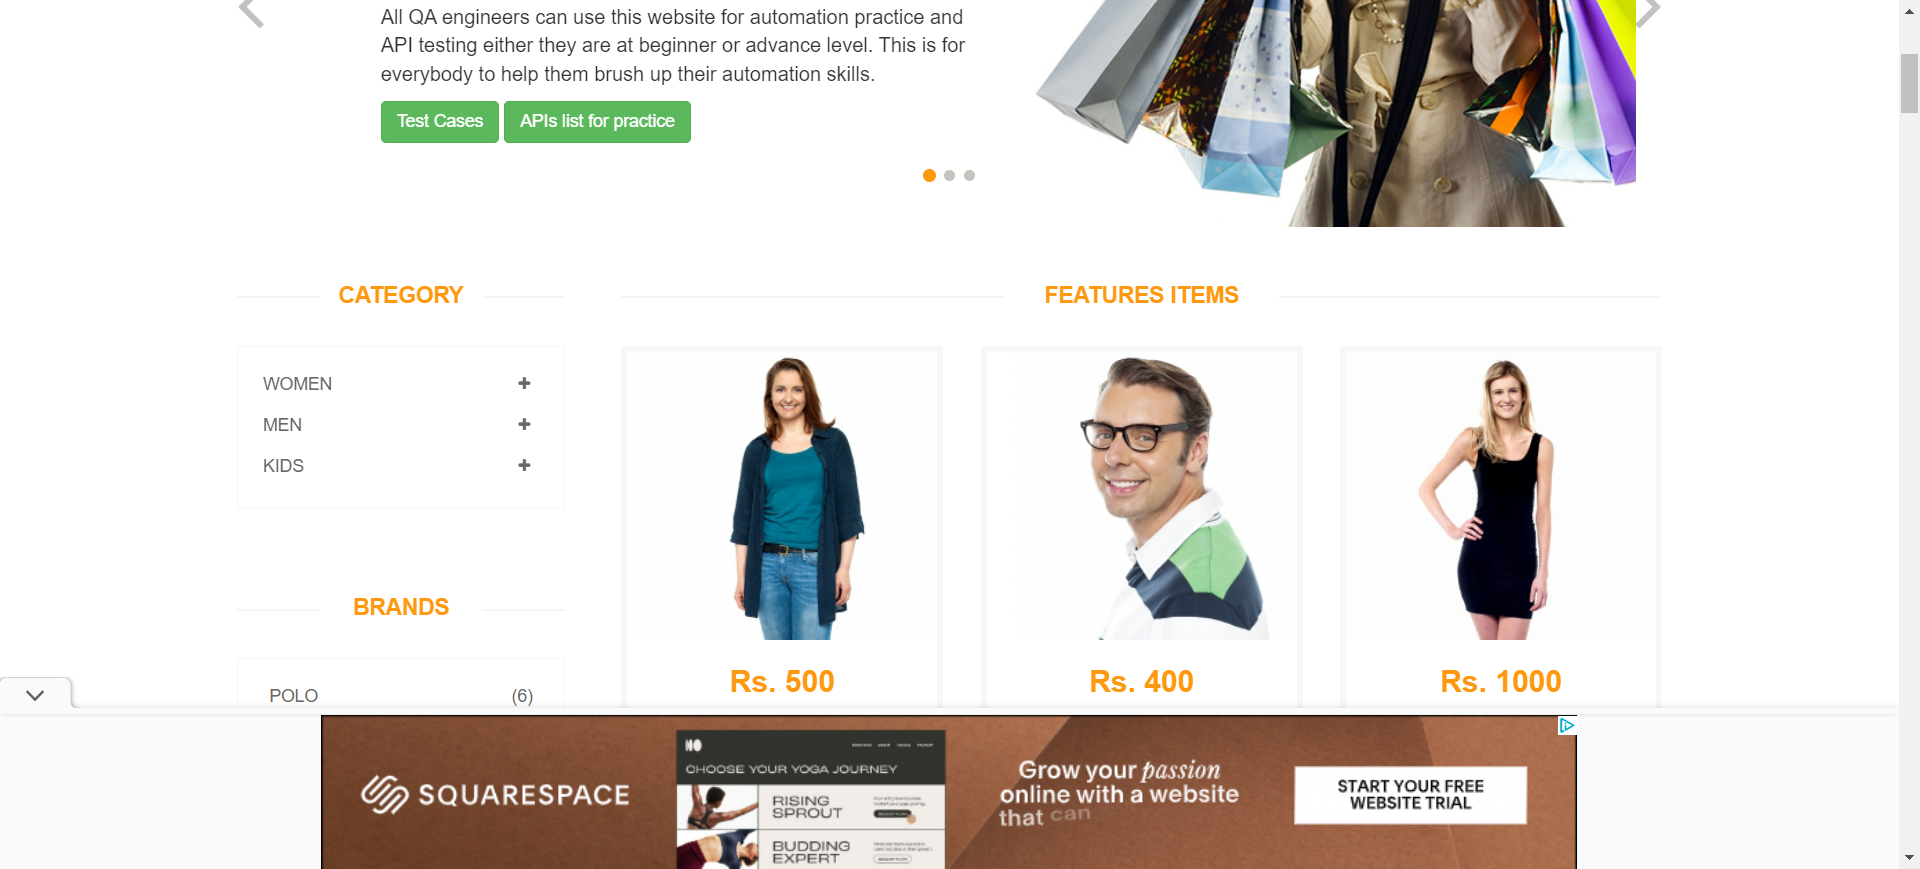 All QA engineers can use this website for automation practice and
API testing either they are at beginner or advance level. This is for
everybody to help them brush up their automation skills.
Test Cases
APIs list for practice
CATEGORY
WOMEN
MEN
KIDS
BRANDS
POLO (6)
FEATURES ITEMS
Rs. 500
Rs. 400
Rs. 1000
SQUARESPACE
CHOOSE YOUR YOGA JOURNEY
RISING
SPROUT
BUDDING
EXPERT
Grow your passion
online with a website
that can
START YOUR FREE
WEBSITE TRIAL